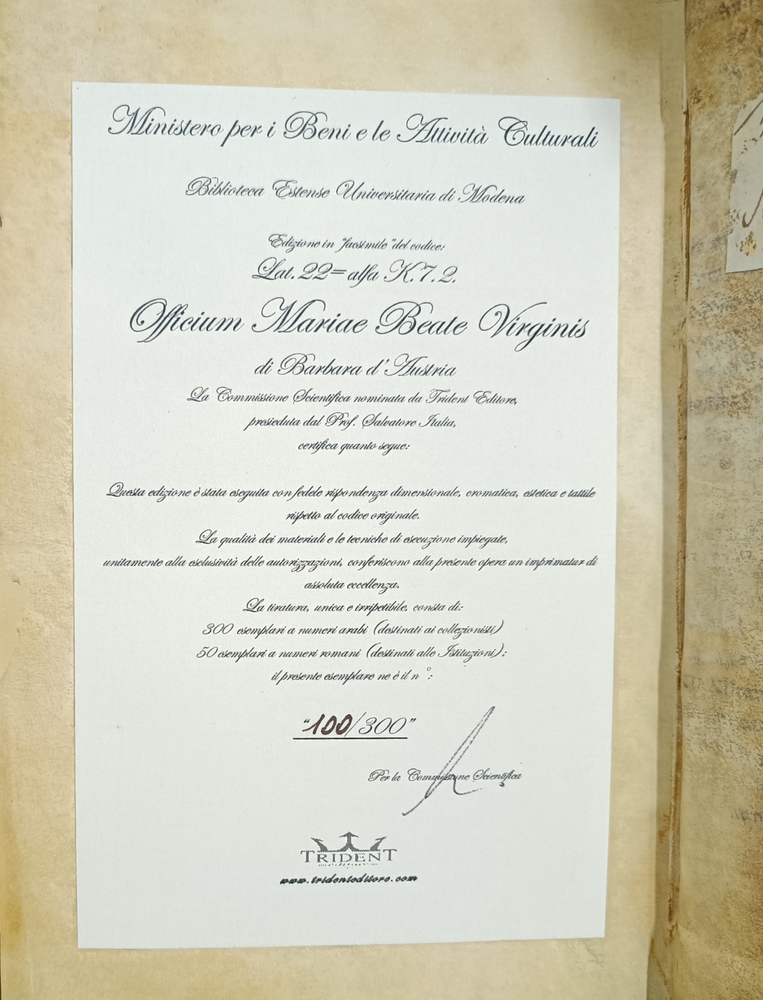 Ministero per i Beni e le Attività Culturali
Biblioteca Estense Universitaria di Modena
Edizione in "facsimile" del codice:
Lat. 22= alfa K.7.2.
Officium Mariae Beate Virginis
di Barbara d'Austria
La Commissione Scientifica nominata da Trident Editore,
presieduta dal Prof. Salvatore Italia,
certifica quanto segue:
Questa edizione è stata eseguita con fedele rispondenza dimensionale, cromatica, estetica e tattile
rispetto al codice originale.
La qualità dei materiali e le tecniche di esecuzione impiegate,
unitamente alla esclusività delle autorizzazioni, conferiscono alla presente opera un imprimatur di
assoluta eccellenza.
La tiratura, unica e irripetibile, consta di:
300 esemplari a numeri arabi (destinati ai collezionisti)
50 esemplari a numeri romani (destinati alle Istituzioni):
il presente esemplare ne è il n°:
"100/300"
Per la Commissione Scientifica
TRIDENT
www.tridenteditore.com